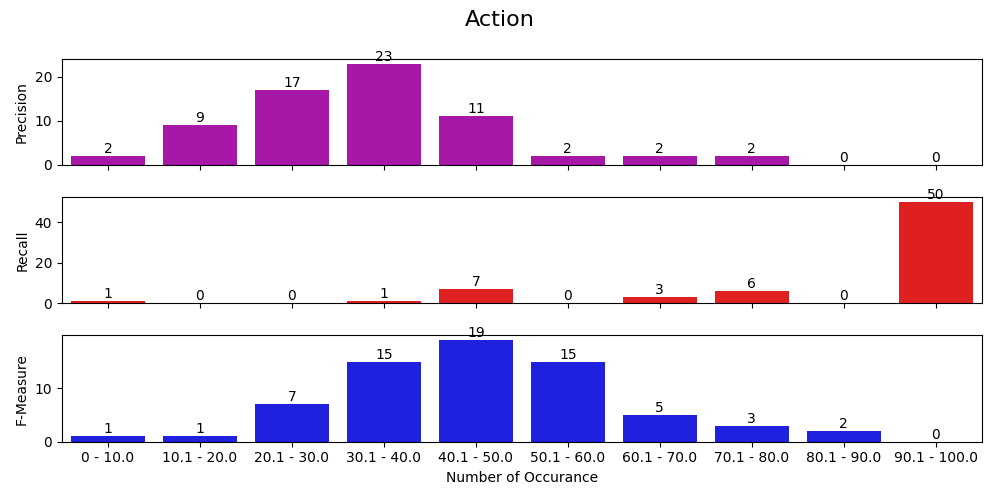 Action
Precision
20
10
0
2
9
17
23
11
2
2
2
0
0
Recall
40
20
0
1
0
0
1
7
0
3
6
0
50
F-Measure
10
0
1
1
7
15
19
15
5
3
2
0
0 - 10.0
10.1 - 20.0
20.1 - 30.0
30.1 - 40.0
40.1 - 50.0
50.1 - 60.0
60.1 - 70.0
70.1 - 80.0
80.1 - 90.0
90.1 - 100.0
Number of Occurance